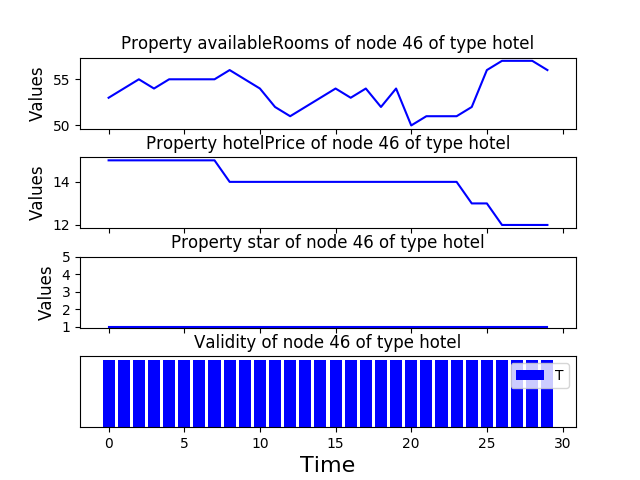 Property availableRooms of node 46 of type hotel
55
50
Values
Property hotelPrice of node 46 of type hotel
14
12
Values
Property star of node 46 of type hotel
5
4
3
2
1
Values
Validity of node 46 of type hotel
T
0 5 10 15 20 25 30
Time